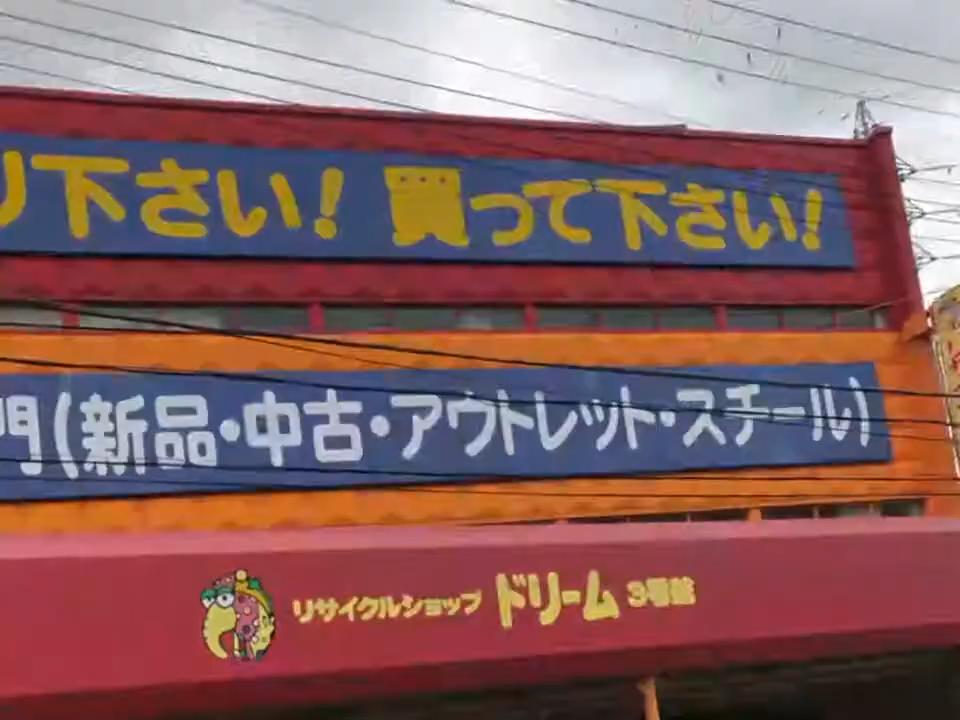 り下さい! 買って下さい!
門(新品・中古・アウトレット・スチール)
リサイクルショップ ドリーム 3号館